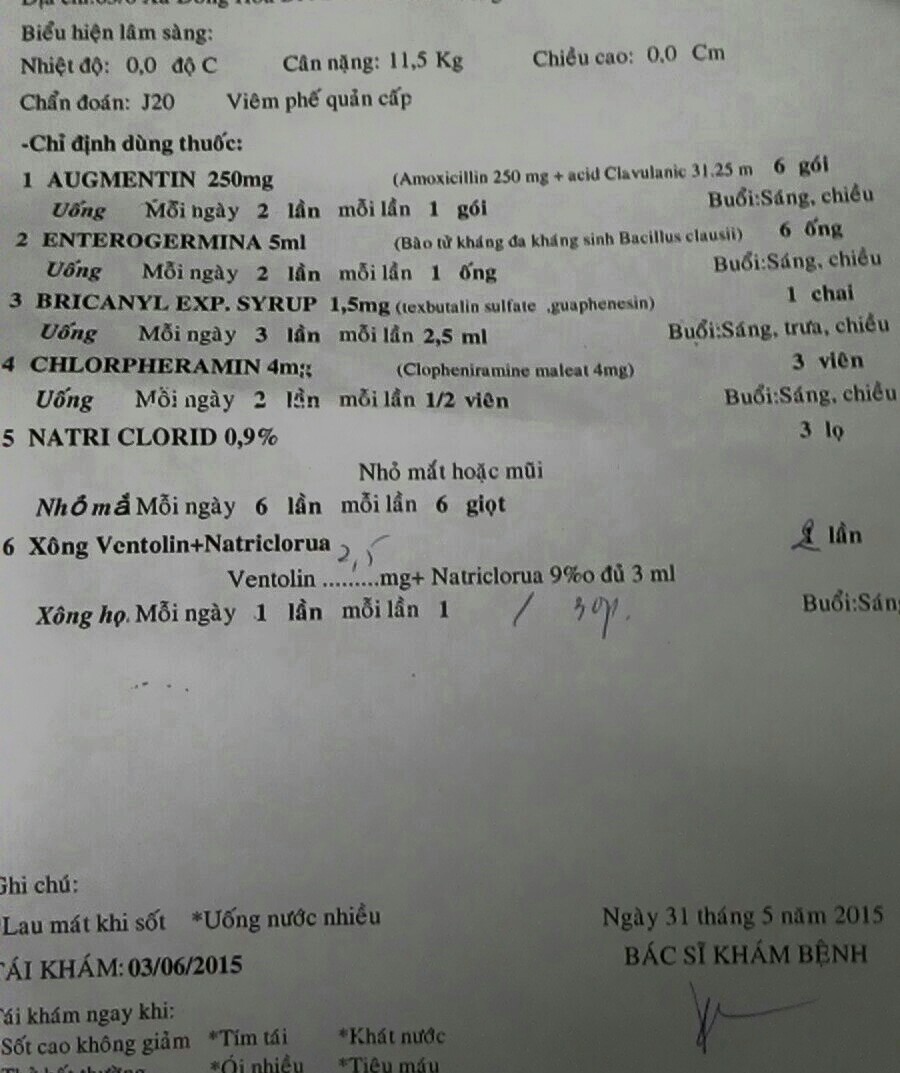 Biểu hiện lâm sàng:
Nhiệt độ: 0,0 độ C Cân nặng: 11,5 Kg Chiều cao: 0,0 Cm
Chẩn đoán: J20 Viêm phế quản cấp
-Chỉ định dùng thuốc:
1 AUGMENTIN 250mg (Amoxicillin 250 mg + acid Clavulanic 31.25 m 6 gói
Uống Mỗi ngày 2 lần mỗi lần 1 gói Buổi:Sáng, chiều
2 ENTEROGERMINA 5ml (Bào tử kháng đa kháng sinh Bacillus clausii) 6 ống
Uống Mỗi ngày 2 lần mỗi lần 1 ống Buổi:Sáng, chiều
3 BRICANYL EXP. SYRUP 1,5mg (texbutalin sulfate ,guaphenesin) 1 chai
Uống Mỗi ngày 3 lần mỗi lần 2,5 ml Buổi:Sáng, trưa, chiều
4 CHLORPHERAMIN 4mg (Clopheniramine maleat 4mg) 3 viên
Uống Mỗi ngày 2 lần mỗi lần 1/2 viên Buổi:Sáng, chiều
5 NATRI CLORID 0,9% 3 lọ
Nhỏ mắt hoặc mũi
Nhỏ mắ Mỗi ngày 6 lần mỗi lần 6 giọt
6 Xông Ventolin+Natriclorua lần
2,5
Ventolin .........mg+ Natriclorua 9%o đủ 3 ml
Xông họ. Mỗi ngày 1 lần mỗi lần 1 / Buổi:Sáng
Ghi chú:
*Lau mát khi sốt *Uống nước nhiều
Ngày 31 tháng 5 năm 2015
BÁC SĨ KHÁM BỆNH
TÁI KHÁM: 03/06/2015
Tái khám ngay khi:
*Sốt cao không giảm *Tím tái *Khát nước
*Ói nhiều *Tiêu máu